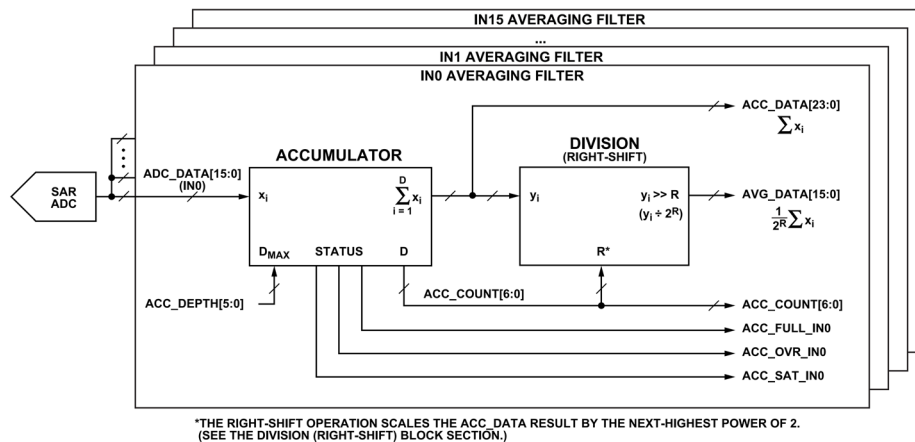 IN15 AVERAGING FILTER
...
IN1 AVERAGING FILTER
IN0 AVERAGING FILTER
ACC_DATA[23:0]
∑ xᵢ
ACCUMULATOR
DIVISION
(RIGHT-SHIFT)
ADC_DATA[15:0]
(IN0)
SAR
ADC
xᵢ
D
∑ xᵢ
i = 1
yᵢ
yᵢ >> R
(yᵢ ÷ 2ᴿ)
AVG_DATA[15:0]
1/2ᴿ ∑ xᵢ
D_MAX
STATUS
D
R*
ACC_DEPTH[5:0]
ACC_COUNT[6:0]
ACC_COUNT[6:0]
ACC_FULL_IN0
ACC_OVR_IN0
ACC_SAT_IN0
*THE RIGHT-SHIFT OPERATION SCALES THE ACC_DATA RESULT BY THE NEXT-HIGHEST POWER OF 2.
(SEE THE DIVISION (RIGHT-SHIFT) BLOCK SECTION.)